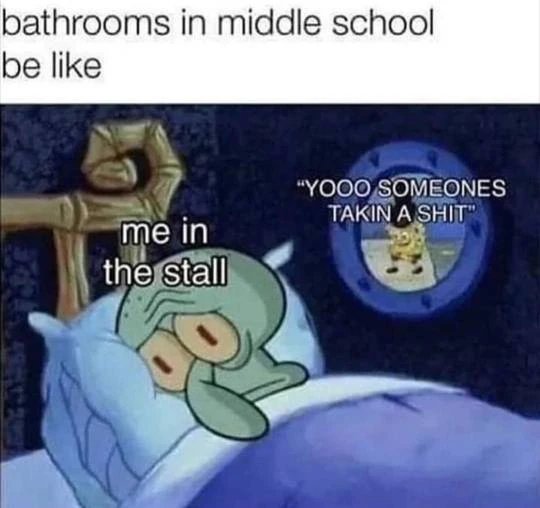 bathrooms in middle school
be like
"YOOO SOMEONES
TAKIN A SHIT"
me in
the stall